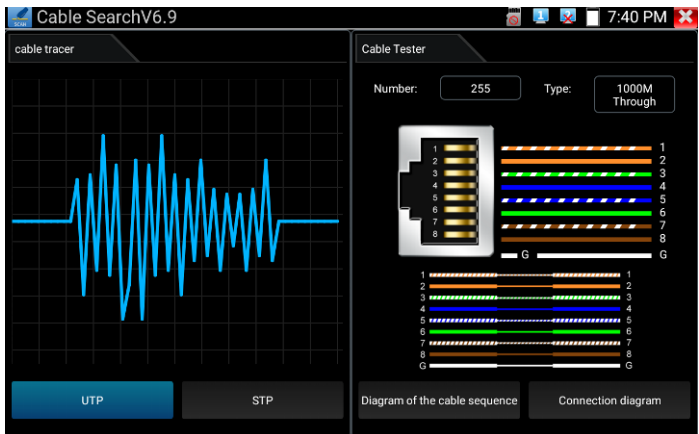 SCAN
Cable SearchV6.9
1
7:40 PM
cable tracer
UTP
STP
Cable Tester
Number:
255
Type:
1000M
Through
1
2
3
4
5
6
7
8
1
2
3
4
5
6
7
8
G
G
1
1
2
2
3
3
4
4
5
5
6
6
7
7
8
8
G
G
Diagram of the cable sequence
Connection diagram